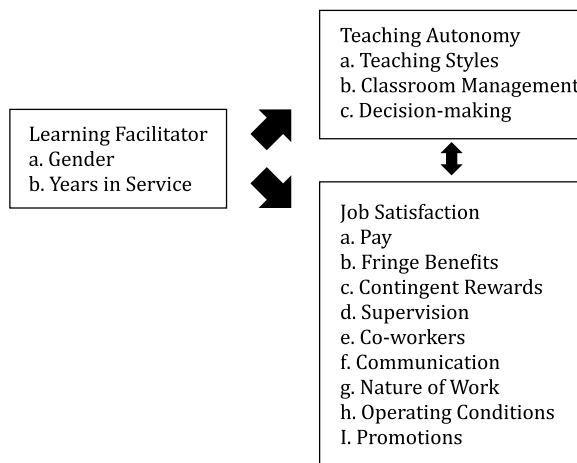 Teaching Autonomy
a. Teaching Styles
b. Classroom Management
c. Decision-making
Learning Facilitator
a. Gender
b. Years in Service
Job Satisfaction
a. Pay
b. Fringe Benefits
c. Contingent Rewards
d. Supervision
e. Co-workers
f. Communication
g. Nature of Work
h. Operating Conditions
I. Promotions